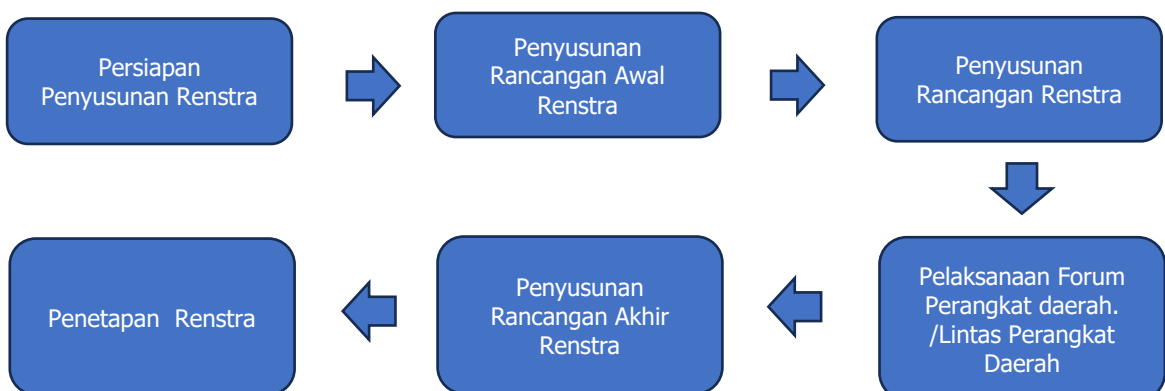 Persiapan
Penyusunan Renstra
Penyusunan
Rancangan Awal
Renstra
Penyusunan
Rancangan Renstra
Pelaksanaan Forum
Perangkat daerah.
/Lintas Perangkat
Daerah
Penyusunan
Rancangan Akhir
Renstra
Penetapan  Renstra